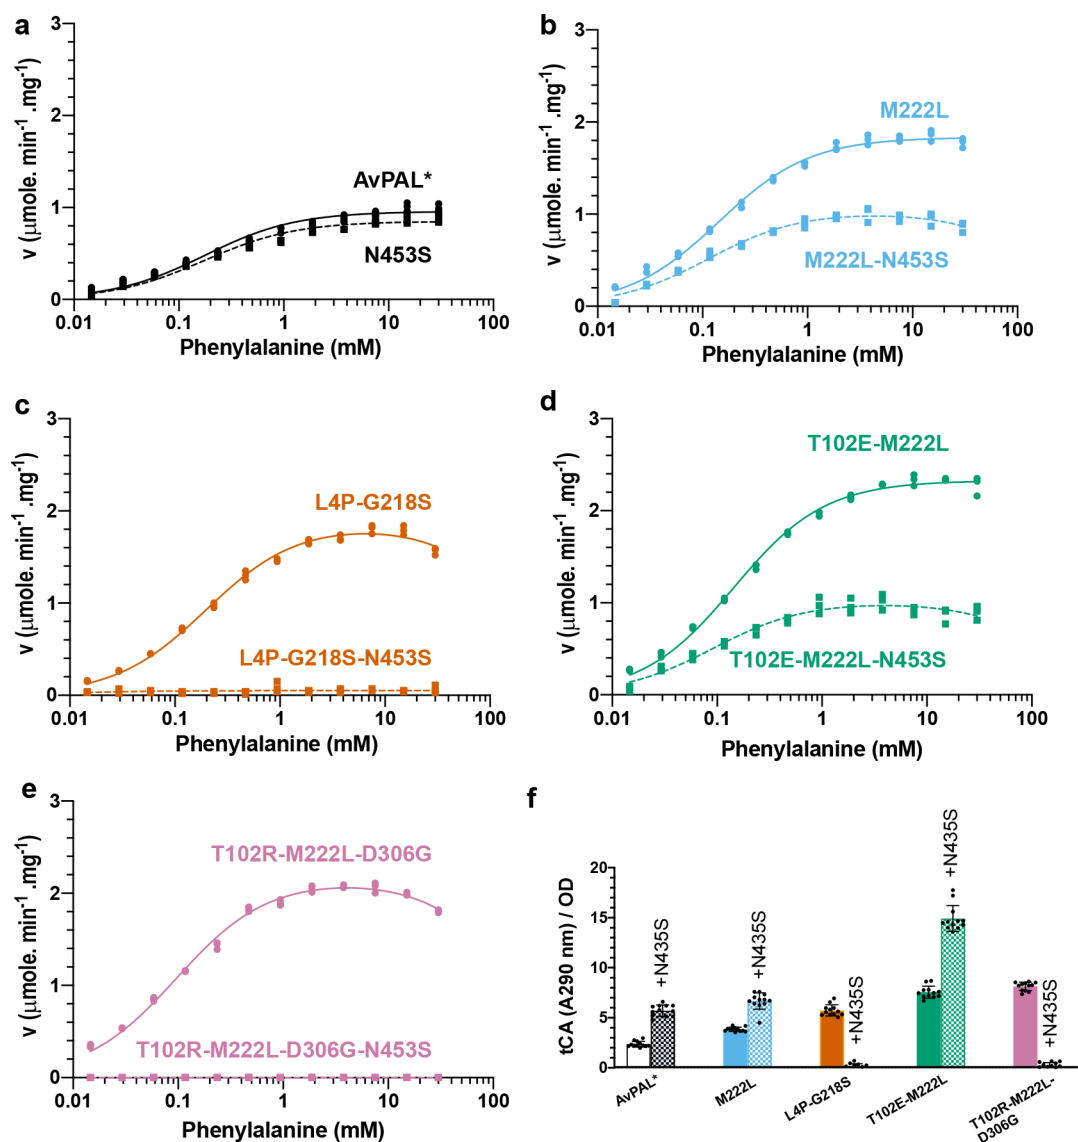 a
3
2
1
0
0.01 0.1 1 10 100
v (μmole. min-1 .mg-1)
Phenylalanine (mM)
AvPAL*
N453S
b
3
2
1
0
0.01 0.1 1 10 100
v (μmole. min-1 .mg-1)
Phenylalanine (mM)
M222L
M222L-N453S
c
3
2
1
0
0.01 0.1 1 10 100
v (μmole. min-1 .mg-1)
Phenylalanine (mM)
L4P-G218S
L4P-G218S-N453S
d
3
2
1
0
0.01 0.1 1 10 100
v (μmole. min-1 .mg-1)
Phenylalanine (mM)
T102E-M222L
T102E-M222L-N453S
e
3
2
1
0
0.01 0.1 1 10 100
v (μmole. min-1 .mg-1)
Phenylalanine (mM)
T102R-M222L-D306G
T102R-M222L-D306G-N453S
f
20
15
10
5
0
tCA (A290 nm) / OD
+N435S
+N435S
+N435S
+N435S
+N435S
AvPAL*
M222L
L4P-G218S
T102E-M222L
T102R-M222L-
D306G